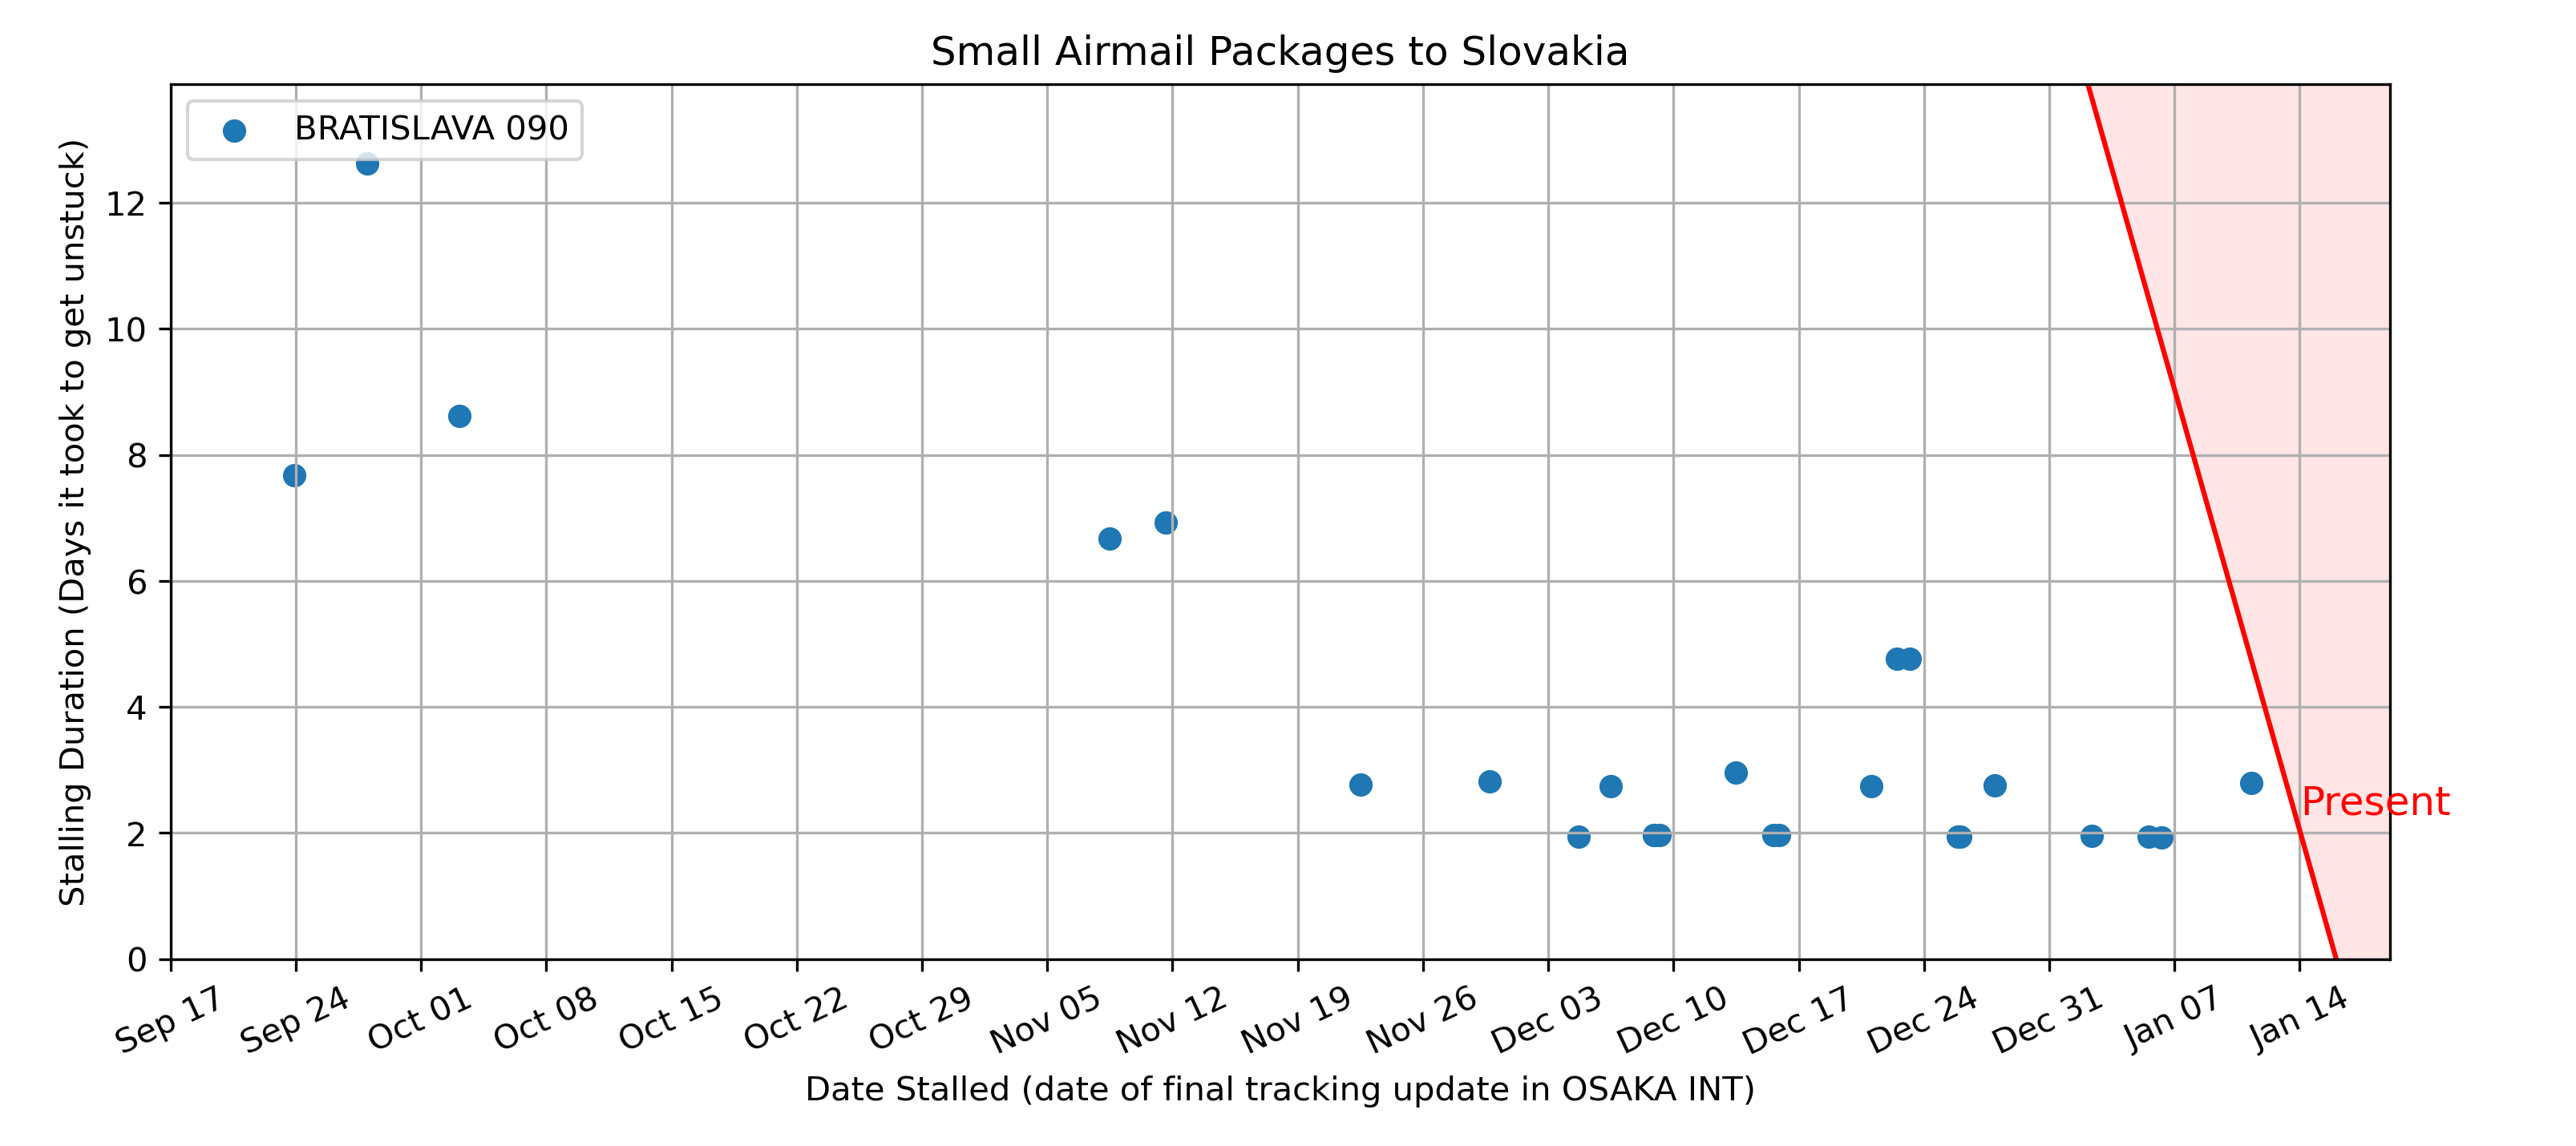 Small Airmail Packages to Slovakia
BRATISLAVA 090
Stalling Duration (Days it took to get unstuck)
12
10
8
6
4
2
0
Present
Sep 17
Sep 24
Oct 01
Oct 08
Oct 15
Oct 22
Oct 29
Nov 05
Nov 12
Nov 19
Nov 26
Dec 03
Dec 10
Dec 17
Dec 24
Dec 31
Jan 07
Jan 14
Date Stalled (date of final tracking update in OSAKA INT)